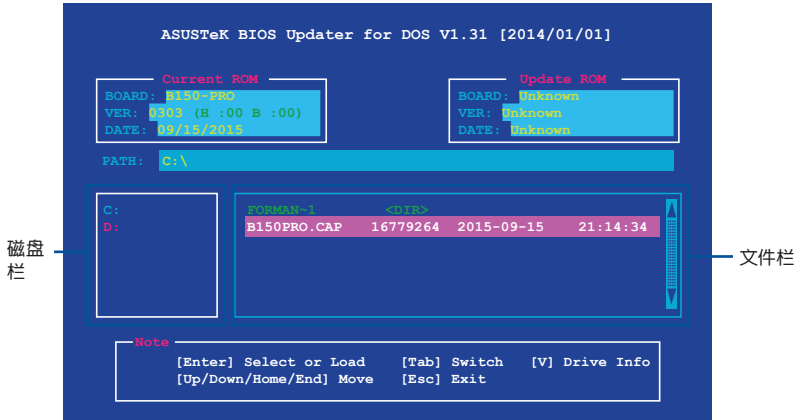 ASUSTeK BIOS Updater for DOS V1.31 [2014/01/01]
Current ROM
BOARD: B150-PRO
VER: 0303 (H :00 B :00)
DATE: 09/15/2015
Update ROM
BOARD: Unknown
VER: Unknown
DATE: Unknown
PATH: C:\
C:
D:
FORMAN~1 <DIR>
B150PRO.CAP 16779264 2015-09-15 21:14:34
磁盘
栏
文件栏
Note
[Enter] Select or Load [Tab] Switch [V] Drive Info
[Up/Down/Home/End] Move [Esc] Exit